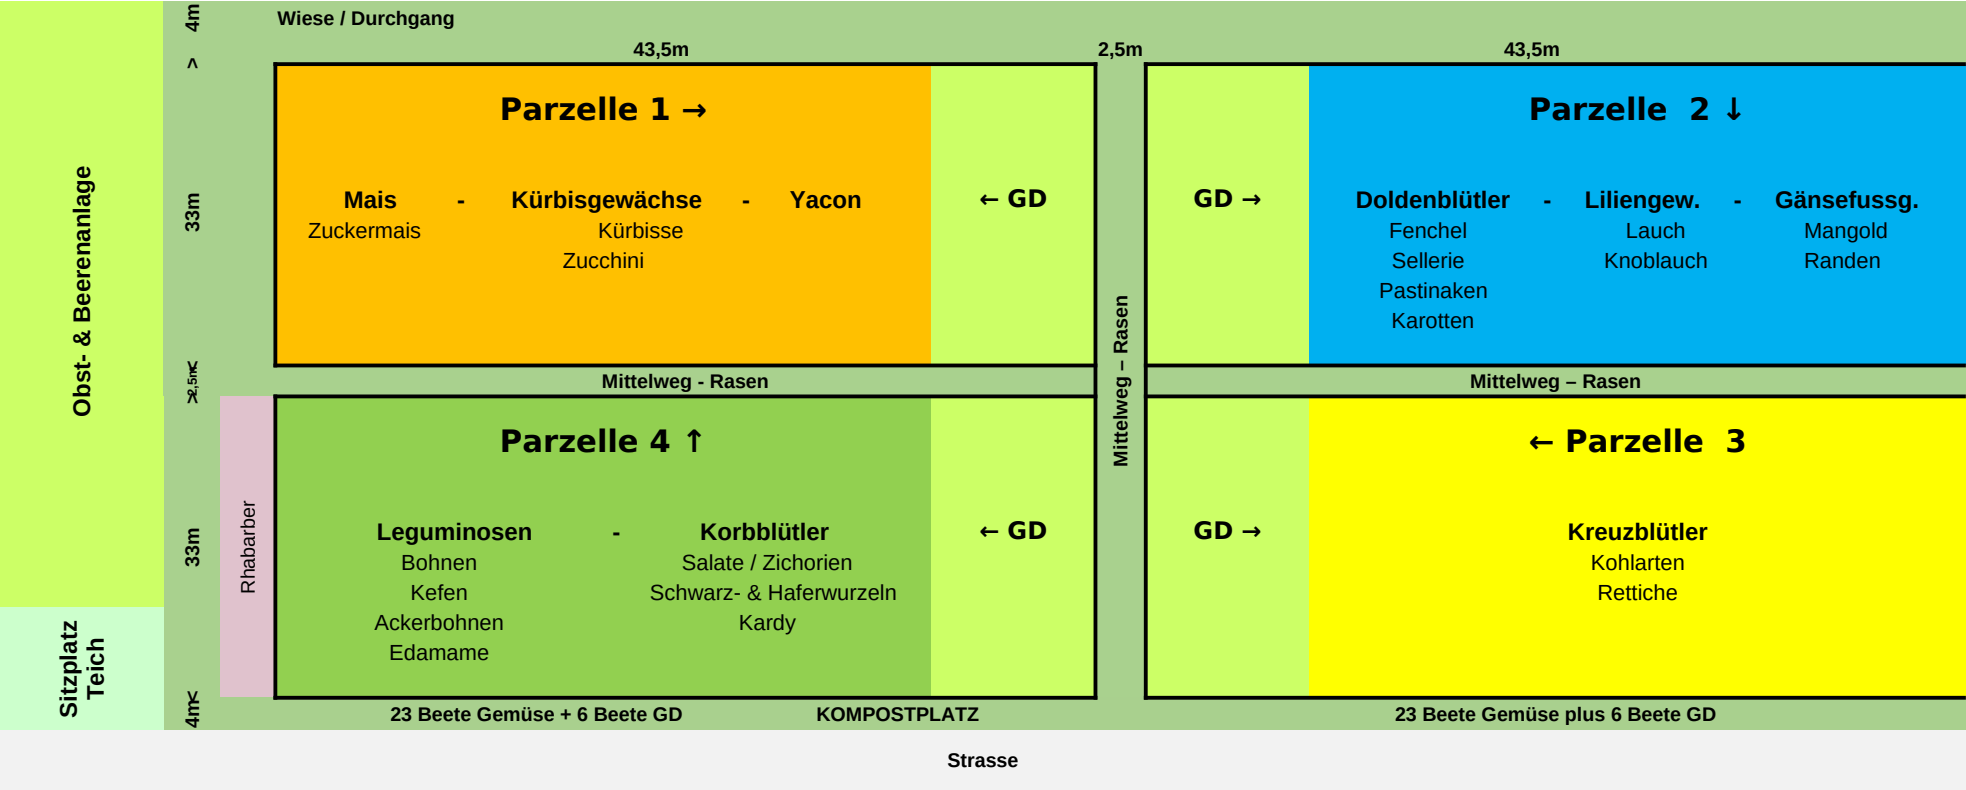 4m
Wiese / Durchgang
43,5m 2,5m 43,5m
>
Parzelle 1 →
Parzelle 2 ↓
Obst- & Beerenanlage
33m
Mais - Kürbisgewächse - Yacon
Zuckermais Kürbisse
Zucchini
← GD
GD →
Doldenblütler - Liliengew. - Gänsefussg.
Fenchel Lauch Mangold
Sellerie Knoblauch Randen
Pastinaken
Karotten
Mittelweg – Rasen
<
2,5m
>
Mittelweg - Rasen
Mittelweg – Rasen
Parzelle 4 ↑
← Parzelle 3
Rhabarber
33m
Leguminosen - Korbblütler
Bohnen Salate / Zichorien
Kefen Schwarz- & Haferwurzeln
Ackerbohnen Kardy
Edamame
← GD
GD →
Kreuzblütler
Kohlarten
Rettiche
Sitzplatz
Teich
<
4m
23 Beete Gemüse + 6 Beete GD KOMPOSTPLATZ 23 Beete Gemüse plus 6 Beete GD
Strasse